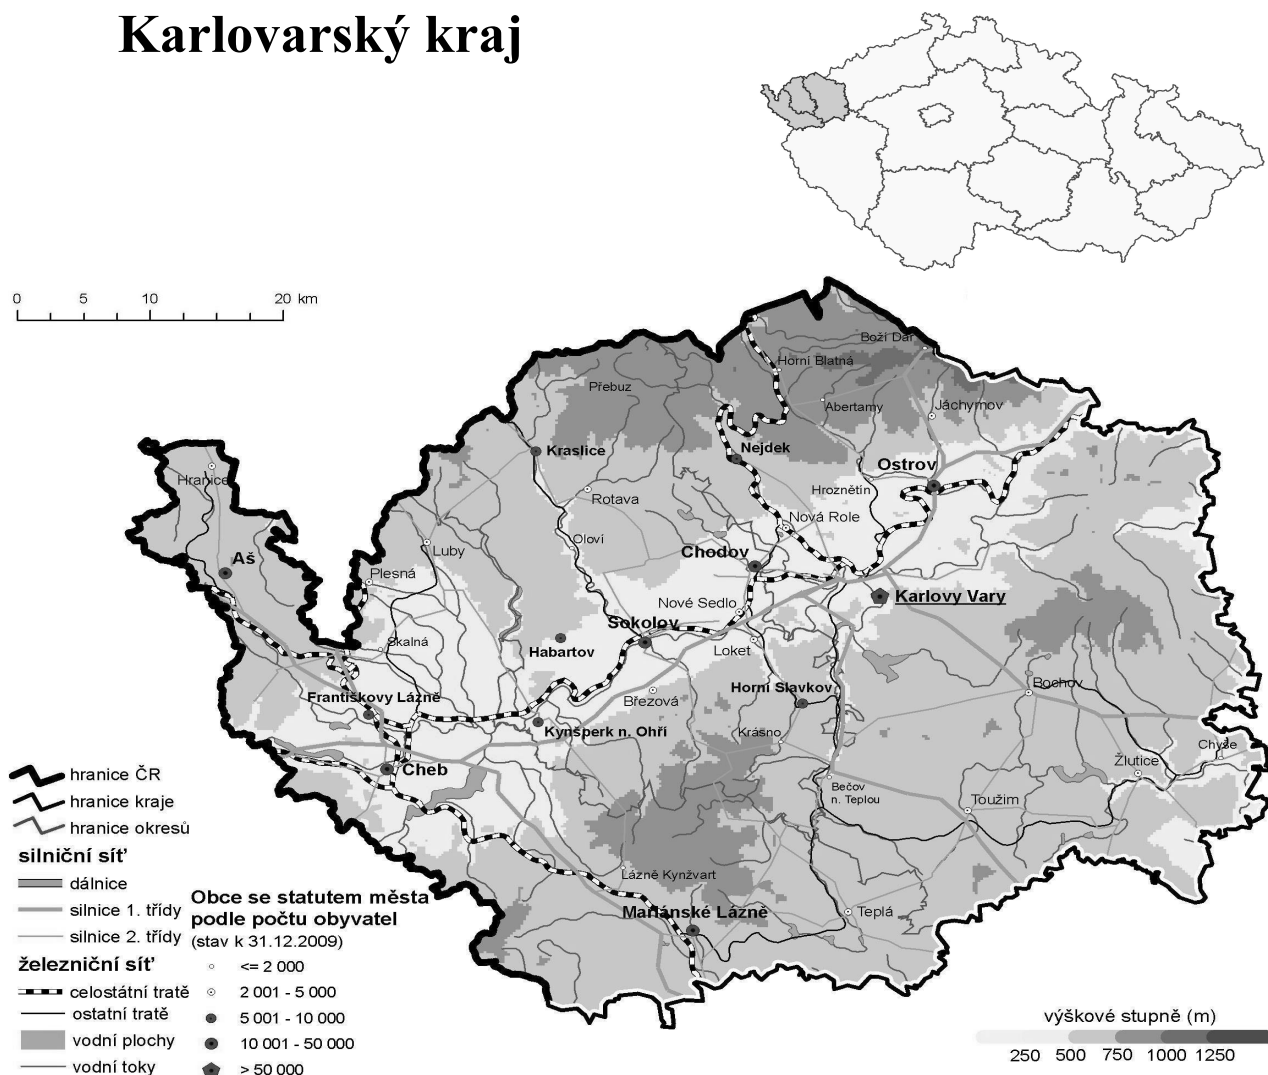 Karlovarský kraj
0 5 10 20 km
Boží Dar
Horní Blatná
Přebuz
Abertamy
Jáchymov
Kraslice
Nejdek
Ostrov
Hranice
Hroznětín
Rotava
Nová Role
Oloví
Chodov
Luby
Aš
Plesná
Karlovy Vary
Nové Sedlo
Sokolov
Skalná
Habartov
Loket
Františkovy Lázně
Horní Slavkov
Bochov
Březová
Kynšperk n. Ohří
Krásno
Chyše
Cheb
Žlutice
Bečov
n. Teplou
Toužim
Lázně Kynžvart
Mariánské Lázně
Teplá
hranice ČR
hranice kraje
hranice okresů
silniční síť
dálnice
silnice 1. třídy
silnice 2. třídy
železniční síť
celostátní tratě
ostatní tratě
vodní plochy
vodní toky
Obce se statutem města
podle počtu obyvatel
(stav k 31.12.2009)
<= 2 000
2 001 - 5 000
5 001 - 10 000
10 001 - 50 000
> 50 000
výškové stupně (m)
250 500 750 1000 1250